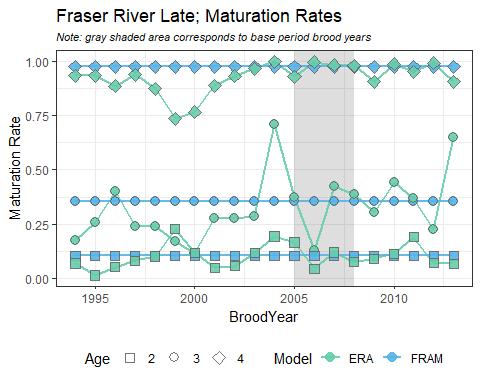 Fraser River Late; Maturation Rates
Note: gray shaded area corresponds to base period brood years
1.00
0.75
0.50
0.25
0.00
Maturation Rate
1995 2000 2005 2010
BroodYear
Age 2 3 4 Model ERA FRAM